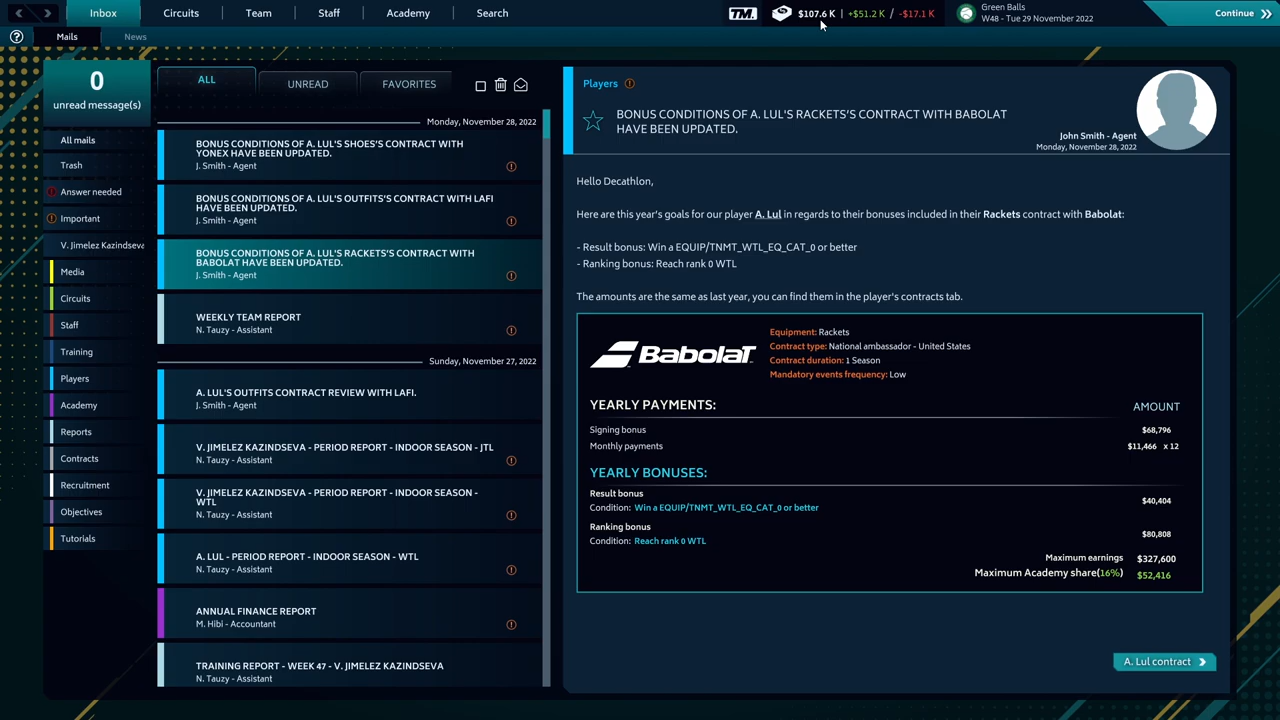 Inbox
Circuits
Team
Staff
Academy
Search
TM.
$107.6 K | +$51.2 K / -$17.1 K
Green Balls
W48 - Tue 29 November 2022
Continue
Mails
News
0
unread message(s)
All mails
Trash
Answer needed
Important
V. Jimelez Kazindseva
Media
Circuits
Staff
Training
Players
Academy
Reports
Contracts
Recruitment
Objectives
Tutorials
ALL
UNREAD
FAVORITES
Monday, November 28, 2022
BONUS CONDITIONS OF A. LUL'S SHOES'S CONTRACT WITH
YONEX HAVE BEEN UPDATED.
J. Smith - Agent
BONUS CONDITIONS OF A. LUL'S OUTFITS'S CONTRACT WITH LAFI
HAVE BEEN UPDATED.
J. Smith - Agent
BONUS CONDITIONS OF A. LUL'S RACKETS'S CONTRACT WITH
BABOLAT HAVE BEEN UPDATED.
J. Smith - Agent
WEEKLY TEAM REPORT
N. Tauzy - Assistant
Sunday, November 27, 2022
A. LUL'S OUTFITS CONTRACT REVIEW WITH LAFI.
J. Smith - Agent
V. JIMELEZ KAZINDSEVA - PERIOD REPORT - INDOOR SEASON - JTL
N. Tauzy - Assistant
V. JIMELEZ KAZINDSEVA - PERIOD REPORT - INDOOR SEASON -
WTL
N. Tauzy - Assistant
A. LUL - PERIOD REPORT - INDOOR SEASON - WTL
N. Tauzy - Assistant
ANNUAL FINANCE REPORT
M. Hibi - Accountant
TRAINING REPORT - WEEK 47 - V. JIMELEZ KAZINDSEVA
N. Tauzy - Assistant
Players
BONUS CONDITIONS OF A. LUL'S RACKETS'S CONTRACT WITH BABOLAT
HAVE BEEN UPDATED.
John Smith - Agent
Monday, November 28, 2022
Hello Decathlon,
Here are this year's goals for our player A. Lul in regards to their bonuses included in their Rackets contract with Babolat:
- Result bonus: Win a EQUIP/TNMT_WTL_EQ_CAT_0 or better
- Ranking bonus: Reach rank 0 WTL
The amounts are the same as last year, you can find them in the player's contracts tab.
BaboLaT
Equipment: Rackets
Contract type: National ambassador - United States
Contract duration: 1 Season
Mandatory events frequency: Low
YEARLY PAYMENTS:
AMOUNT
Signing bonus
$68,796
Monthly payments
$11,466 x 12
YEARLY BONUSES:
Result bonus
Condition: Win a EQUIP/TNMT_WTL_EQ_CAT_0 or better
$40,404
Ranking bonus
Condition: Reach rank 0 WTL
$80,808
Maximum earnings $327,600
Maximum Academy share(16%) $52,416
A. Lul contract